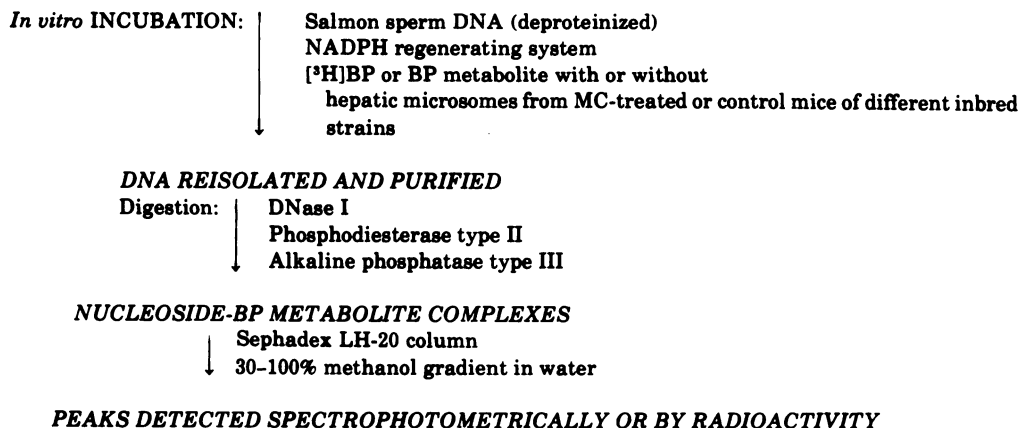 In vitro INCUBATION: Salmon sperm DNA (deproteinized)
NADPH regenerating system
[³H]BP or BP metabolite with or without
hepatic microsomes from MC-treated or control mice of different inbred
strains
DNA REISOLATED AND PURIFIED
Digestion: DNase I
Phosphodiesterase type II
Alkaline phosphatase type III
NUCLEOSIDE-BP METABOLITE COMPLEXES
Sephadex LH-20 column
30–100% methanol gradient in water
PEAKS DETECTED SPECTROPHOTOMETRICALLY OR BY RADIOACTIVITY